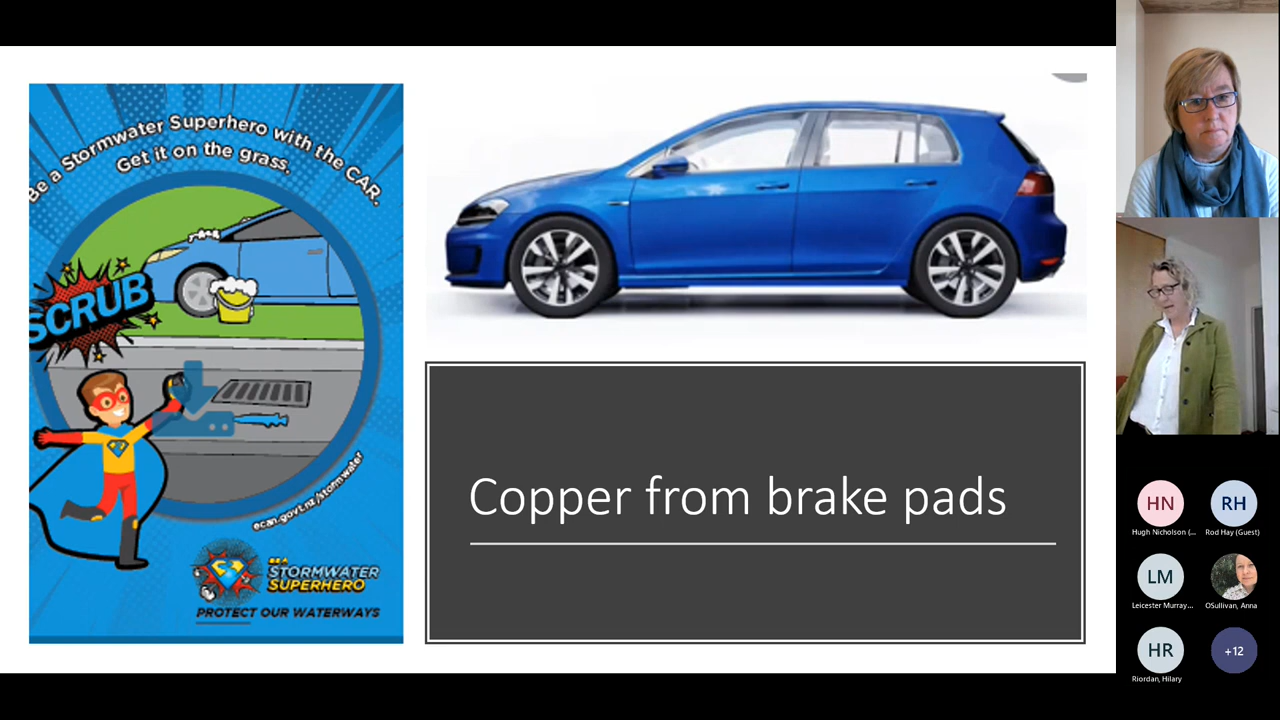 Be a Stormwater Superhero with the CAR.
Get it on the grass.
SCRUB
ecan.govt.nz/stormwater
BE A
STORMWATER
SUPERHERO
PROTECT OUR WATERWAYS
Copper from brake pads
HN
RH
Hugh Nicholson (...
Rod Hay (Guest)
LM
Leicester Murray...
OSullivan, Anna
HR
+12
Riordan, Hilary